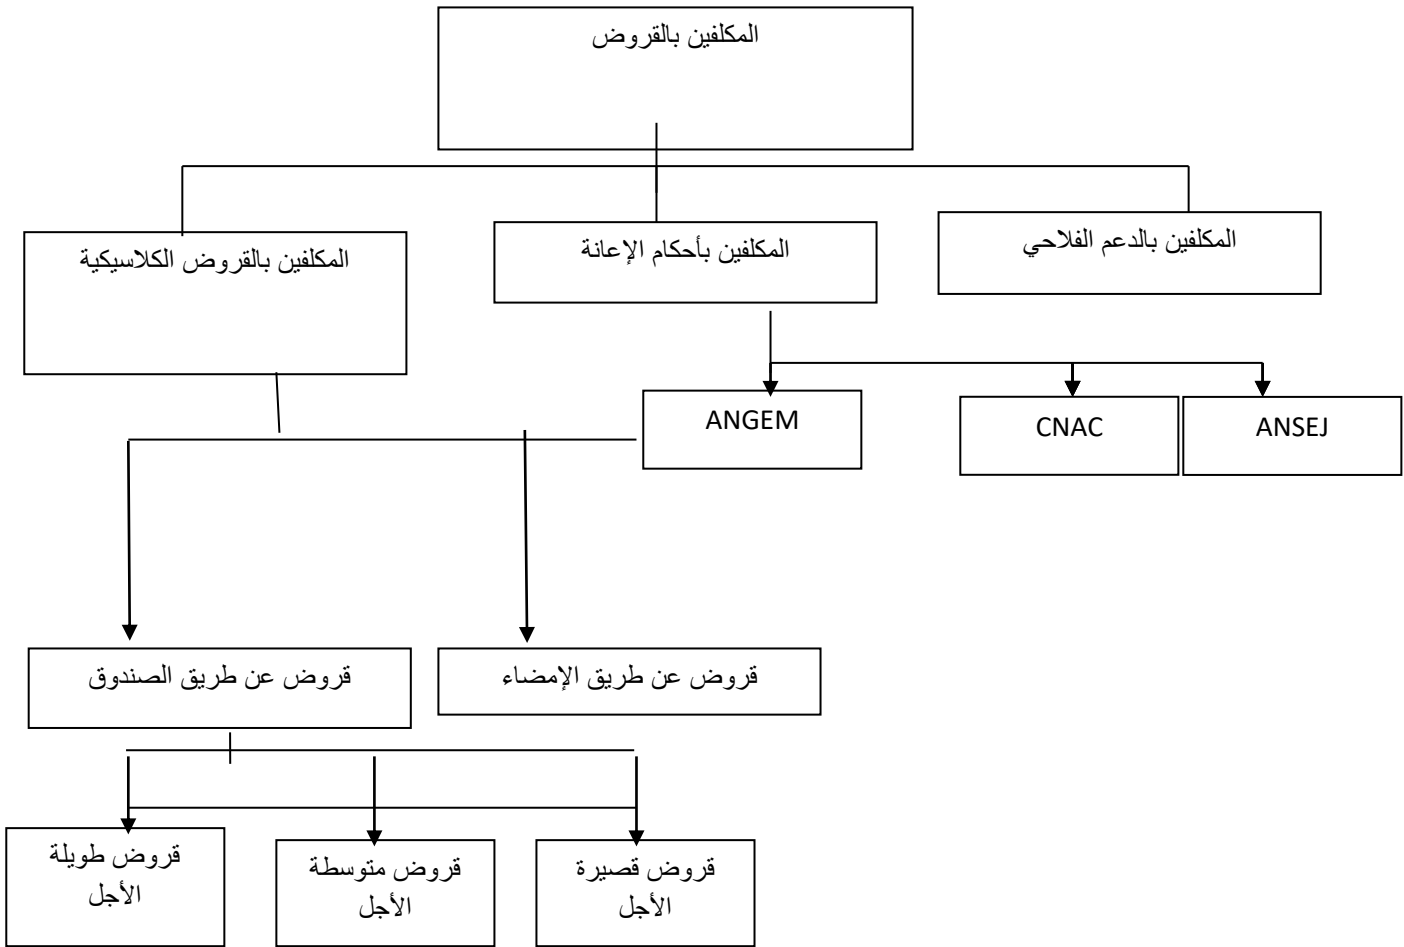 المكلفين بالقروض
المكلفين بالدعم الفلاحي
المكلفين بأحكام الإعانة
المكلفين بالقروض الكلاسيكية
ANSEJ
CNAC
ANGEM
قروض عن طريق الإمضاء
قروض عن طريق الصندوق
قروض قصيرة
الأجل
قروض متوسطة
الأجل
قروض طويلة
الأجل